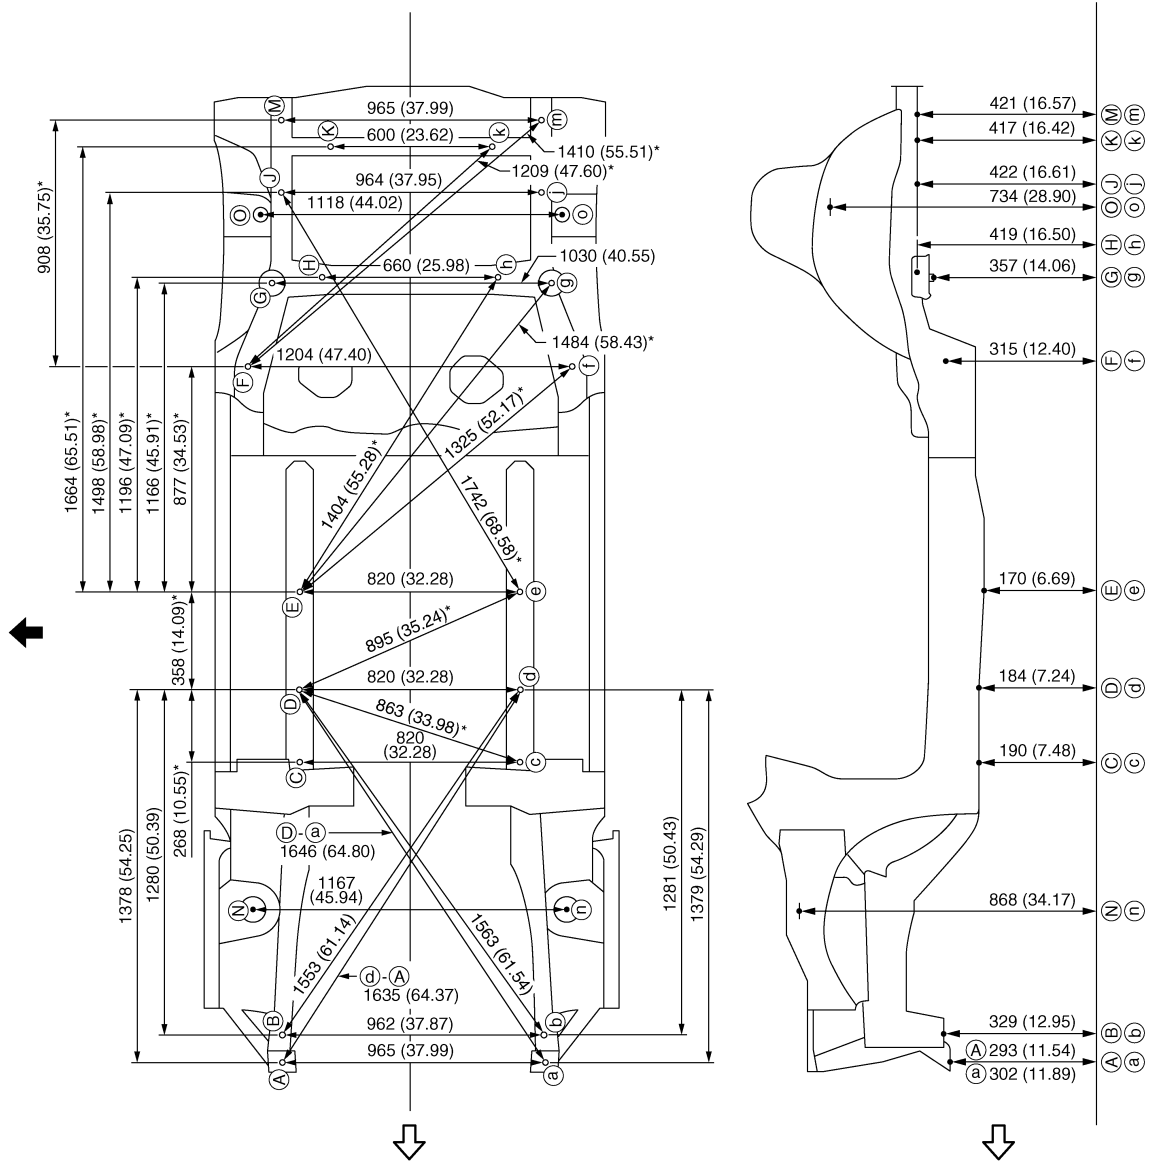 M
965 (37.99)
m
K
600 (23.62)
k
1410 (55.51)*
1209 (47.60)*
J
964 (37.95)
j
1118 (44.02)
O
o
908 (35.75)*
H
660 (25.98)
h
1030 (40.55)
G
g
1484 (58.43)*
1204 (47.40)
F
f
1664 (65.51)*
1498 (58.98)*
1196 (47.09)*
1166 (45.91)*
877 (34.53)*
1325 (52.17)*
1404 (55.28)*
1742 (68.58)*
820 (32.28)
E
e
358 (14.09)*
895 (35.24)*
820 (32.28)
D
d
863 (33.98)*
820
(32.28)
C
c
268 (10.55)*
1280 (50.39)
1378 (54.25)
D - a
1646 (64.80)
1281 (50.43)
1379 (54.29)
1167
(45.94)
N
n
1553 (61.14)
1563 (61.54)
d - A
1635 (64.37)
B
962 (37.87)
b
965 (37.99)
A
a
421 (16.57) M m
417 (16.42) K k
422 (16.61) J j
734 (28.90) O o
419 (16.50) H h
357 (14.06) G g
315 (12.40) F f
170 (6.69) E e
184 (7.24) D d
190 (7.48) C c
868 (34.17) N n
329 (12.95) B b
A 293 (11.54) A a
a 302 (11.89)